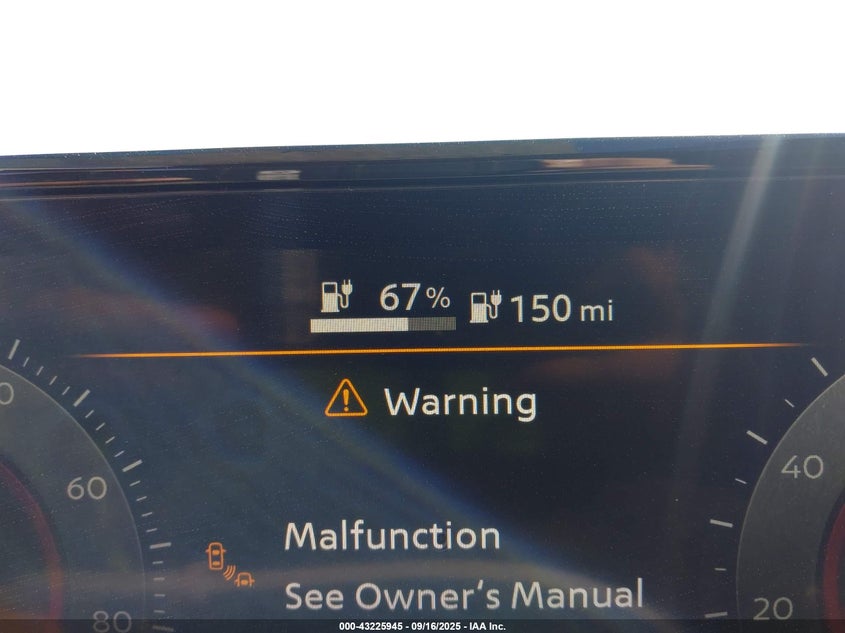 67% 150 mi
Warning
60
40
Malfunction
See Owner's Manual
80
20
000-43225945 - 09/16/2025 - IAA Inc.